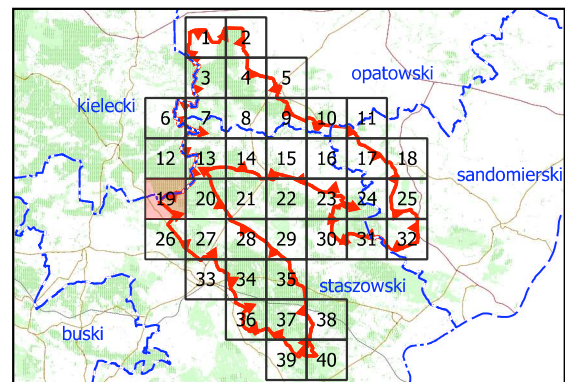 1 2
3 4 5
opatowski
kielecki
6 7 8 9 10 11
12 13 14 15 16 17 18
sandomierski
19 20 21 22 23 24 25
26 27 28 29 30 31 32
33 34 35
staszowski
buski
36 37 38
39 40